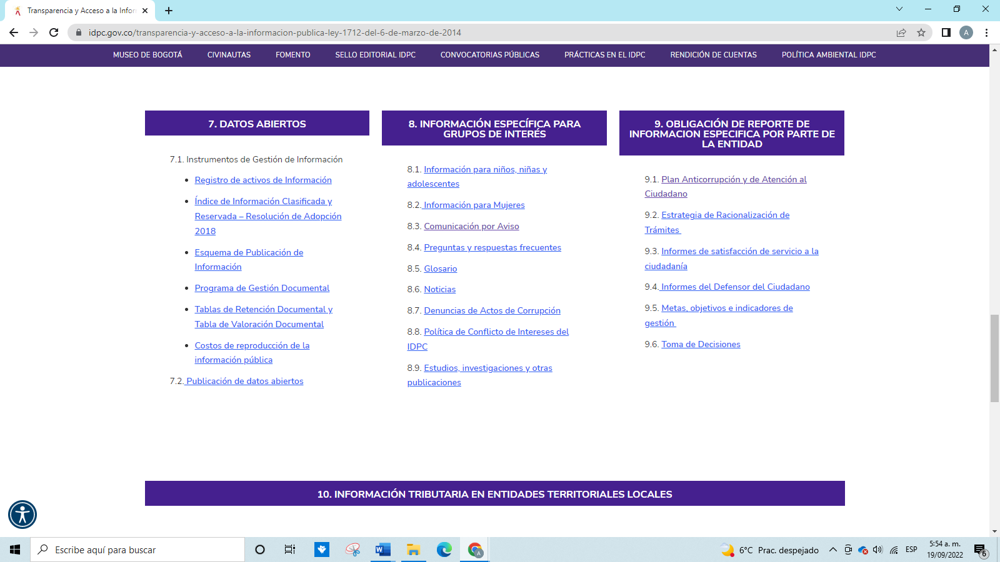 Transparencia y Acceso a la Infor
idpc.gov.co/transparencia-y-acceso-a-la-informacion-publica-ley-1712-del-6-de-marzo-de-2014
A
MUSEO DE BOGOTÁ CIVINAUTAS FOMENTO SELLO EDITORIAL IDPC CONVOCATORIAS PÚBLICAS PRÁCTICAS EN EL IDPC RENDICIÓN DE CUENTAS POLÍTICA AMBIENTAL IDPC
7. DATOS ABIERTOS
7.1. Instrumentos de Gestión de Información
• Registro de activos de Información
• Índice de Información Clasificada y
Reservada – Resolución de Adopción
2018
• Esquema de Publicación de
Información
• Programa de Gestión Documental
• Tablas de Retención Documental y
Tabla de Valoración Documental
• Costos de reproducción de la
información pública
7.2. Publicación de datos abiertos
8. INFORMACIÓN ESPECÍFICA PARA
GRUPOS DE INTERÉS
8.1. Información para niños, niñas y
adolescentes
8.2. Información para Mujeres
8.3. Comunicación por Aviso
8.4. Preguntas y respuestas frecuentes
8.5. Glosario
8.6. Noticias
8.7. Denuncias de Actos de Corrupción
8.8. Política de Conflicto de Intereses del
IDPC
8.9. Estudios, investigaciones y otras
publicaciones
9. OBLIGACIÓN DE REPORTE DE
INFORMACION ESPECIFICA POR PARTE DE
LA ENTIDAD
9.1. Plan Anticorrupción y de Atención al
Ciudadano
9.2. Estrategia de Racionalización de
Trámites
9.3. Informes de satisfacción de servicio a la
ciudadanía
9.4. Informes del Defensor del Ciudadano
9.5. Metas, objetivos e indicadores de
gestión
9.6. Toma de Decisiones
10. INFORMACIÓN TRIBUTARIA EN ENTIDADES TERRITORIALES LOCALES
Escribe aquí para buscar
W
A
6°C Prac. despejado
ESP
5:54 a. m.
19/09/2022
6